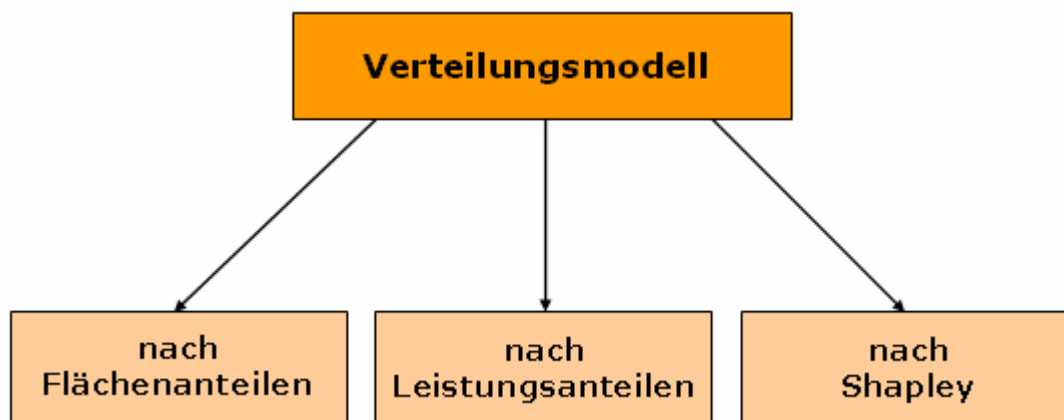 Verteilungsmodell
nach
Flächenanteilen
nach
Leistungsanteilen
nach
Shapley